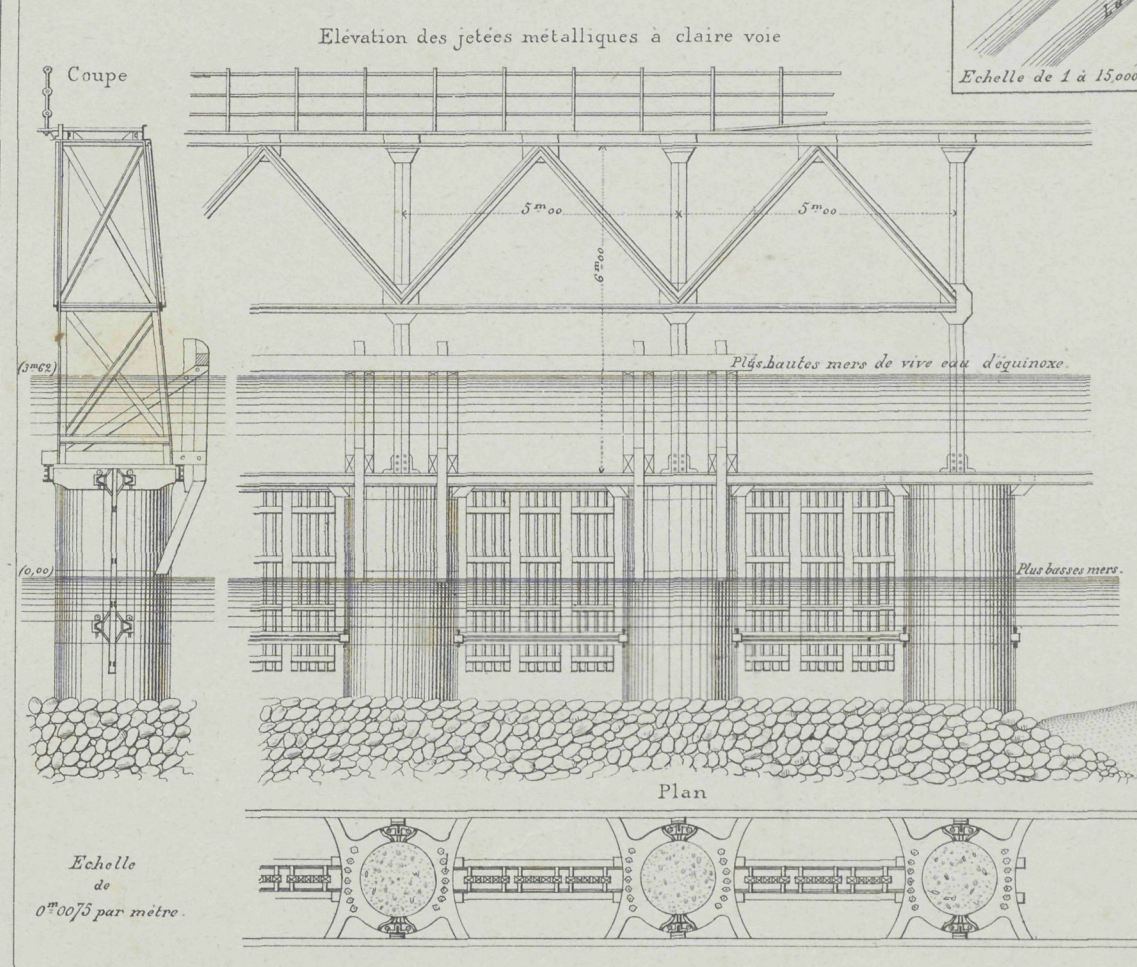 Elévation des jetées métalliques à claire voie
Coupe
Echelle de 1 à 15,000
5m00
5m00
6m00
(3m62)
Plus hautes mers de vive eau d'équinoxe.
(0,00)
Plus basses mers.
Plan
Echelle
de
0m0075 par mètre.